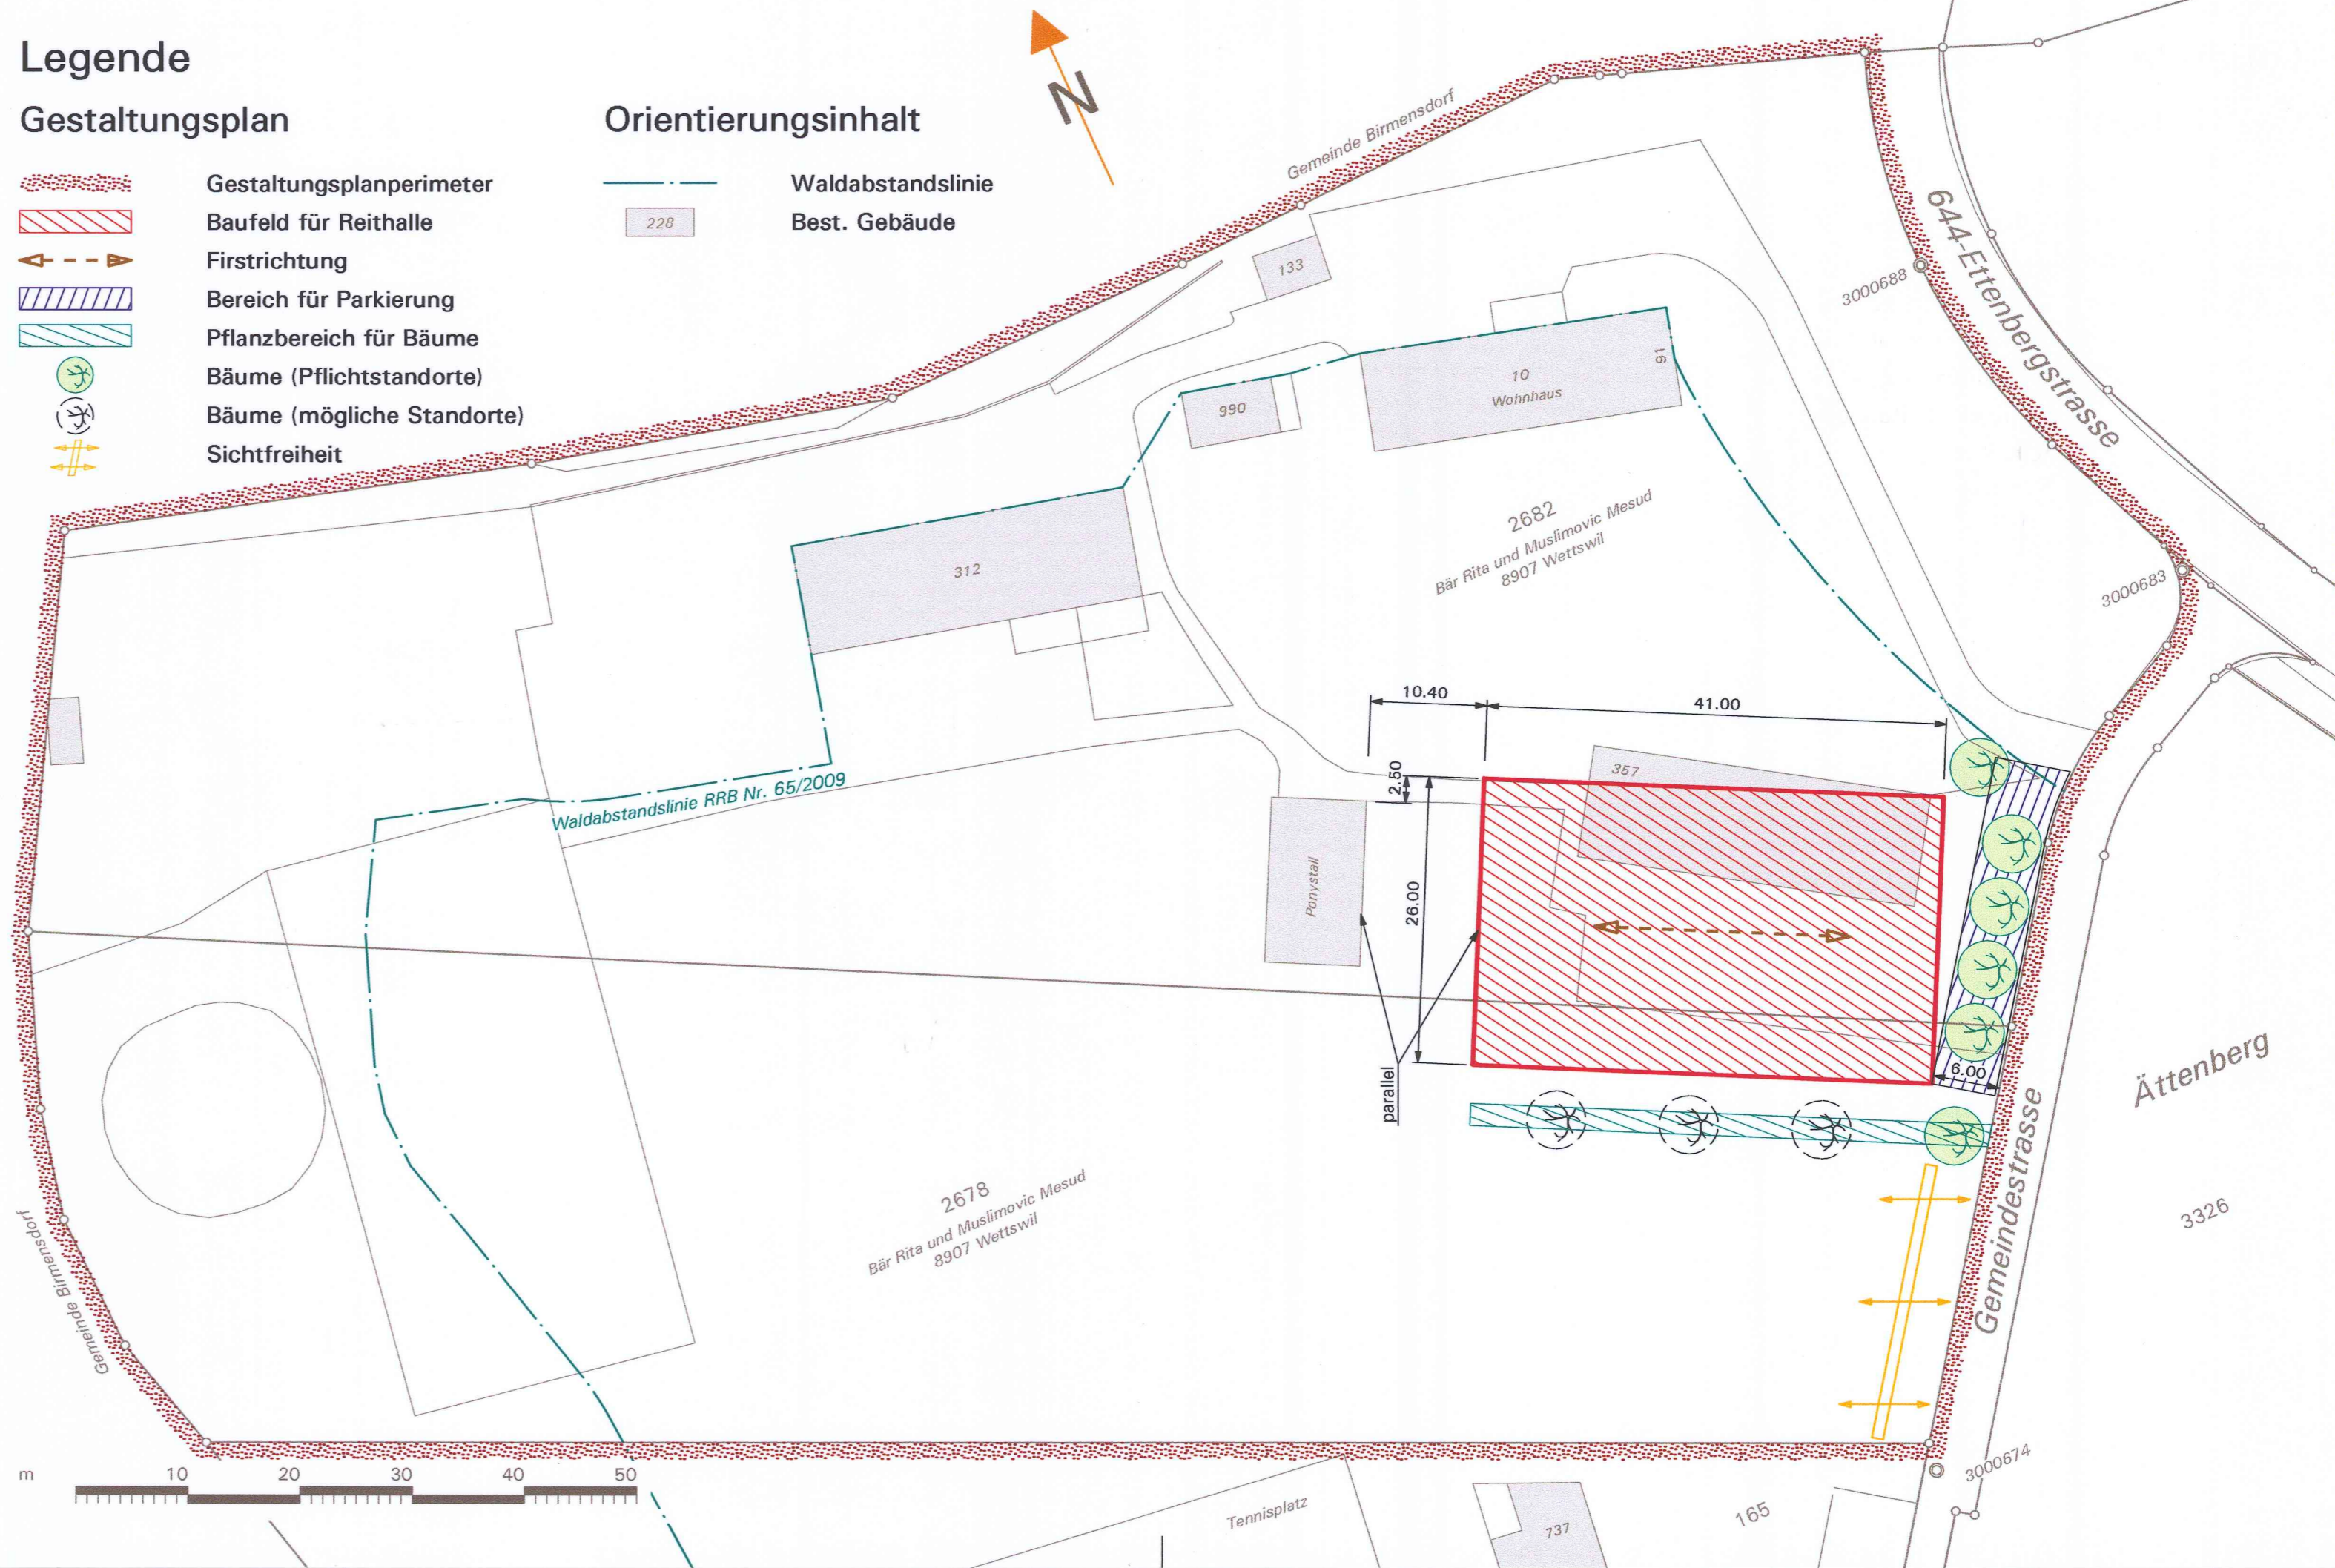 Legende
Gestaltungsplan
Orientierungsinhalt
Gestaltungsplanperimeter
Baufeld für Reithalle
Firstrichtung
Bereich für Parkierung
Pflanzbereich für Bäume
Bäume (Pflichtstandorte)
Bäume (mögliche Standorte)
Sichtfreiheit
Waldabstandslinie
228
Best. Gebäude
N
Gemeinde Birmensdorf
644-Ettenbergstrasse
3000688
3000683
133
990
10
Wohnhaus
16
312
2682
Bär Rita und Muslimovic Mesud
8907 Wettswil
Waldabstandslinie RRB Nr. 65/2009
10.40
41.00
2.50
357
26.00
Ponystall
parallel
6.00
Ättenberg
3326
Gemeindestrasse
2678
Bär Rita und Muslimovic Mesud
8907 Wettswil
Gemeinde Birmensdorf
3000674
m 10 20 30 40 50
Tennisplatz
737
165